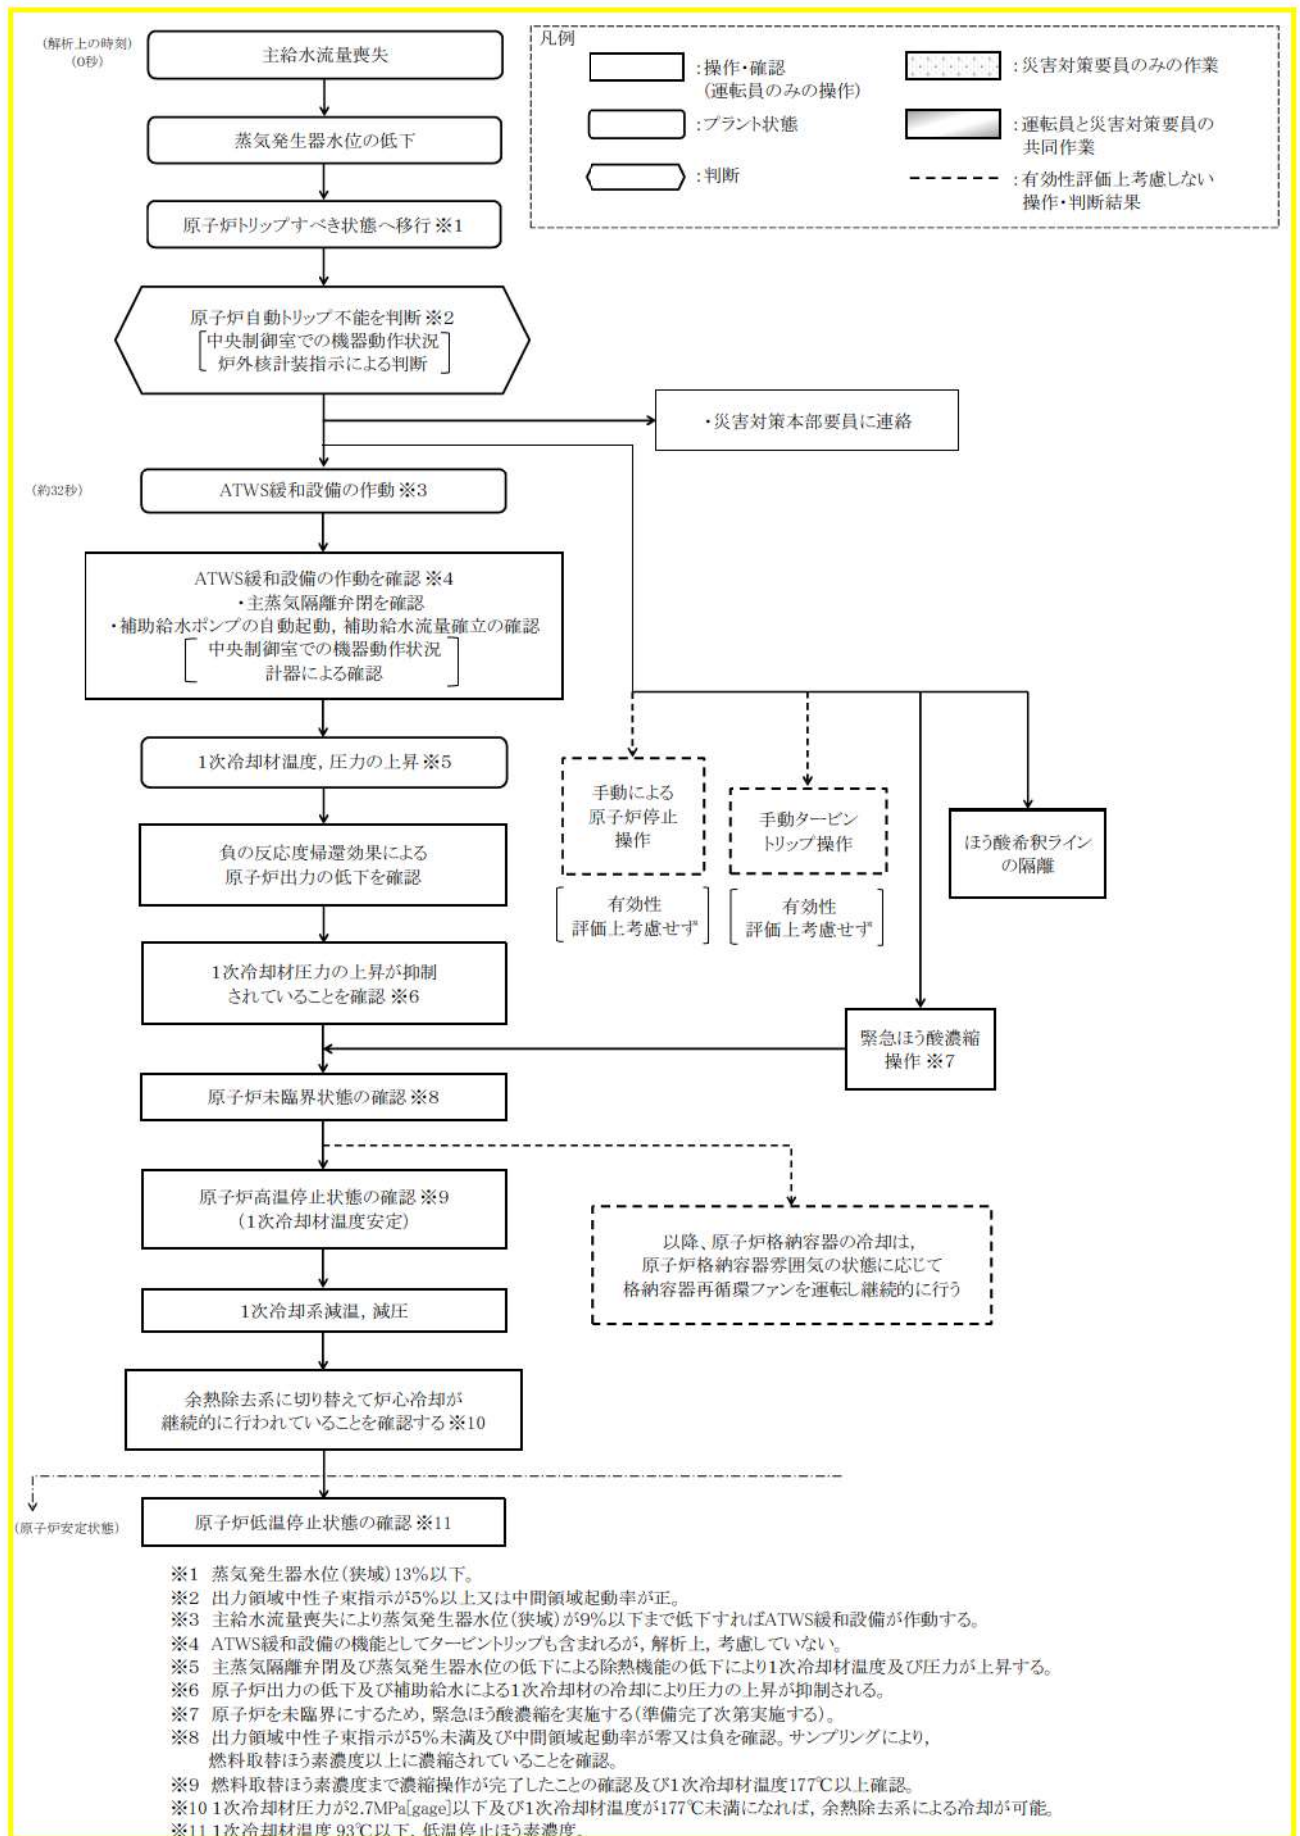 (解析上の時刻)
(0秒)
主給水流量喪失
蒸気発生器水位の低下
原子炉トリップすべき状態へ移行※1
原子炉自動トリップ不能を判断※2
中央制御室での機器動作状況
炉外核計装指示による判断
凡例
:操作・確認
(運転員のみの操作)
:プラント状態
:判断
:災害対策要員のみの作業
:運転員と災害対策要員の
共同作業
:有効性評価上考慮しない
操作・判断結果
・災害対策本部要員に連絡
(約32秒)
ATWS緩和設備の作動※3
ATWS緩和設備の作動を確認※4
・主蒸気隔離弁閉を確認
・補助給水ポンプの自動起動, 補助給水流量確立の確認
中央制御室での機器動作状況
計器による確認
1次冷却材温度, 圧力の上昇※5
負の反応度帰還効果による
原子炉出力の低下を確認
1次冷却材圧力の上昇が抑制
されていることを確認※6
手動による
原子炉停止
操作
有効性
評価上考慮せず
手動タービン
トリップ操作
有効性
評価上考慮せず
ほう酸希釈ライン
の隔離
緊急ほう酸濃縮
操作※7
原子炉未臨界状態の確認※8
原子炉高温停止状態の確認※9
(1次冷却材温度安定)
以降、原子炉格納容器の冷却は,
原子炉格納容器雰囲気の状態に応じて
格納容器再循環ファンを運転し継続的に行う
1次冷却系減温, 減圧
余熱除去系に切り替えて炉心冷却が
継続的に行われていることを確認する※10
(原子炉安定状態)
原子炉低温停止状態の確認※11
※1 蒸気発生器水位(狭域)13%以下。
※2 出力領域中性子束指示が5%以上又は中間領域起動率が正。
※3 主給水流量喪失により蒸気発生器水位(狭域)が9%以下まで低下すればATWS緩和設備が作動する。
※4 ATWS緩和設備の機能としてタービントリップも含まれるが, 解析上, 考慮していない。
※5 主蒸気隔離弁閉及び蒸気発生器水位の低下による除熱機能の低下により1次冷却材温度及び圧力が上昇する。
※6 原子炉出力の低下及び補助給水による1次冷却材の冷却により圧力の上昇が抑制される。
※7 原子炉を未臨界にするため, 緊急ほう酸濃縮を実施する(準備完了次第実施する)。
※8 出力領域中性子束指示が5%未満及び中間領域起動率が零又は負を確認。サンプリングにより,
燃料取替ほう素濃度以上に濃縮されていることを確認。
※9 燃料取替ほう素濃度まで濃縮操作が完了したことの確認及び1次冷却材温度177℃以上確認。
※10 1次冷却材圧力が2.7MPa[gage]以下及び1次冷却材温度が177℃未満になれば, 余熱除去系による冷却が可能。
※11 1次冷却材温度 93℃以下, 低温停止ほう素濃度。